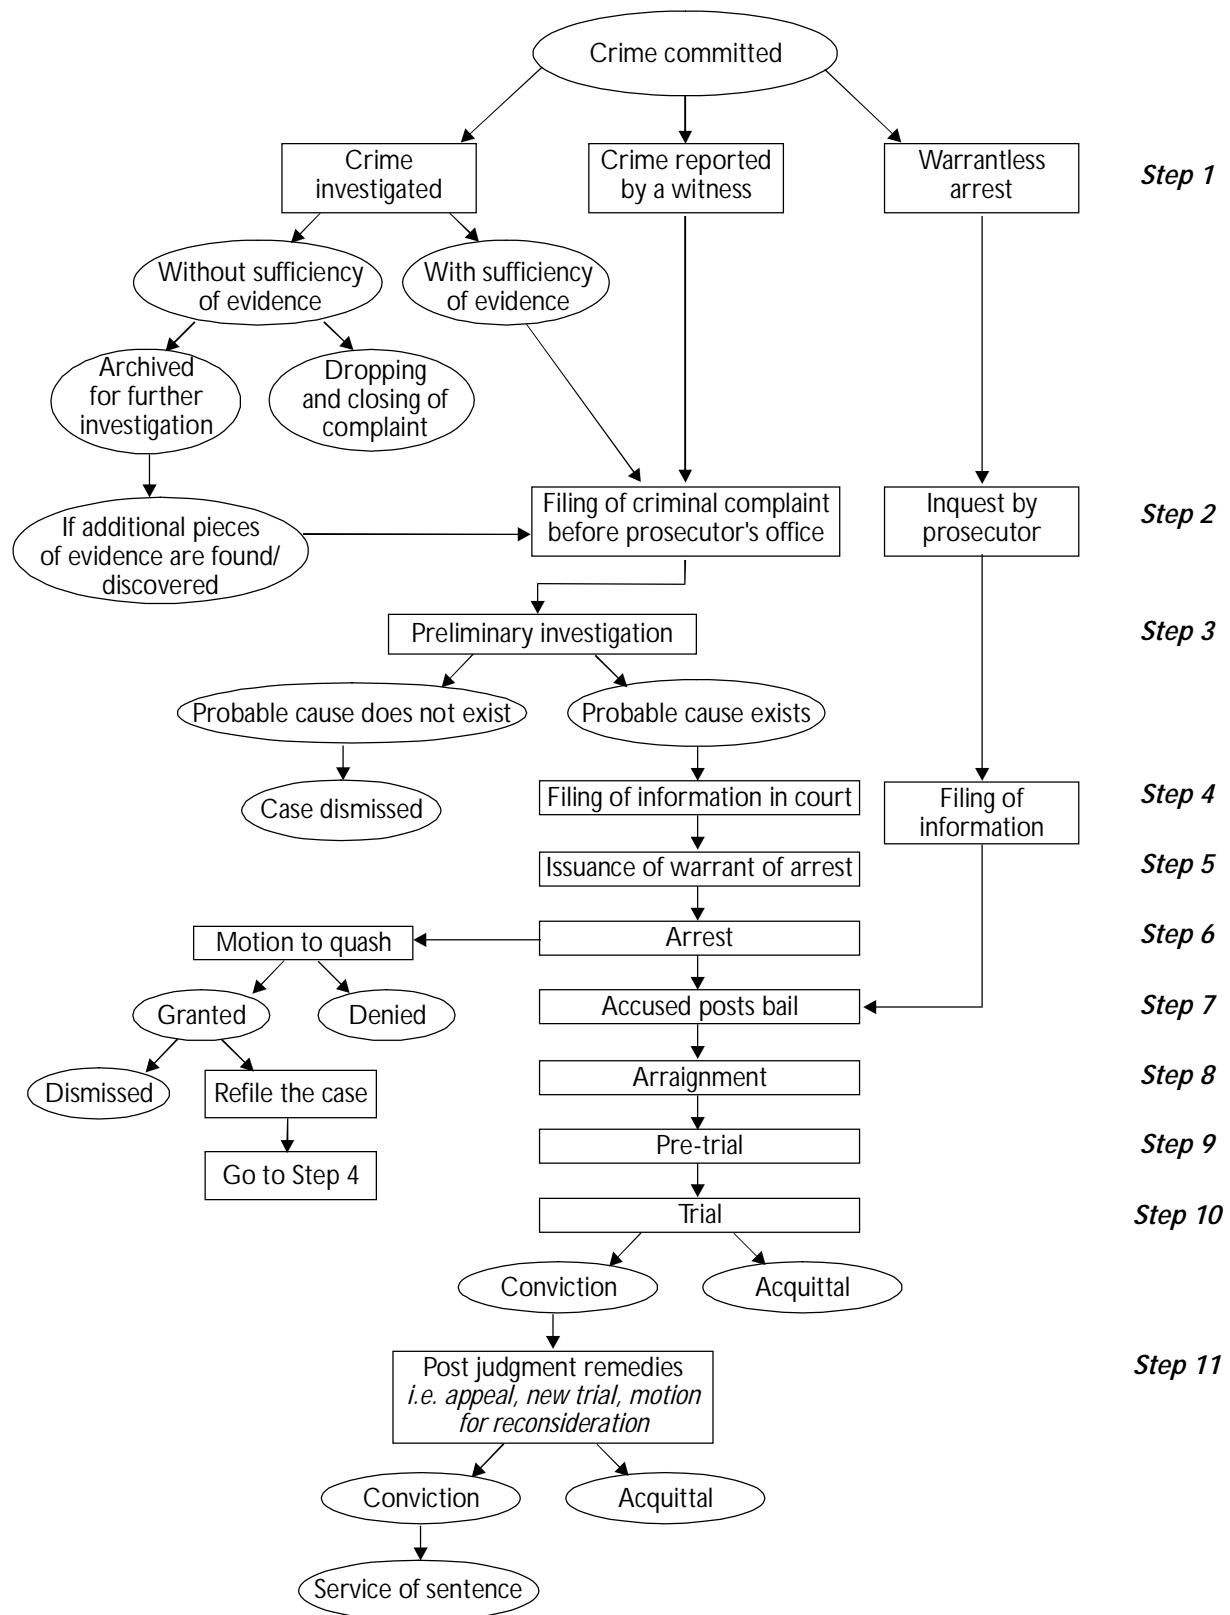 Crime committed
Crime
investigated
Crime reported
by a witness
Warrantless
arrest
Step 1
Without sufficiency
of evidence
With sufficiency
of evidence
Archived
for further
investigation
Dropping
and closing of
complaint
If additional pieces
of evidence are found/
discovered
Filing of criminal complaint
before prosecutor's office
Inquest by
prosecutor
Step 2
Preliminary investigation
Step 3
Probable cause does not exist
Probable cause exists
Case dismissed
Filing of information in court
Filing of
information
Step 4
Issuance of warrant of arrest
Step 5
Motion to quash
Arrest
Step 6
Granted
Denied
Accused posts bail
Step 7
Dismissed
Refile the case
Arraignment
Step 8
Go to Step 4
Pre-trial
Step 9
Trial
Step 10
Conviction
Acquittal
Post judgment remedies
i.e. appeal, new trial, motion
for reconsideration
Step 11
Conviction
Acquittal
Service of sentence